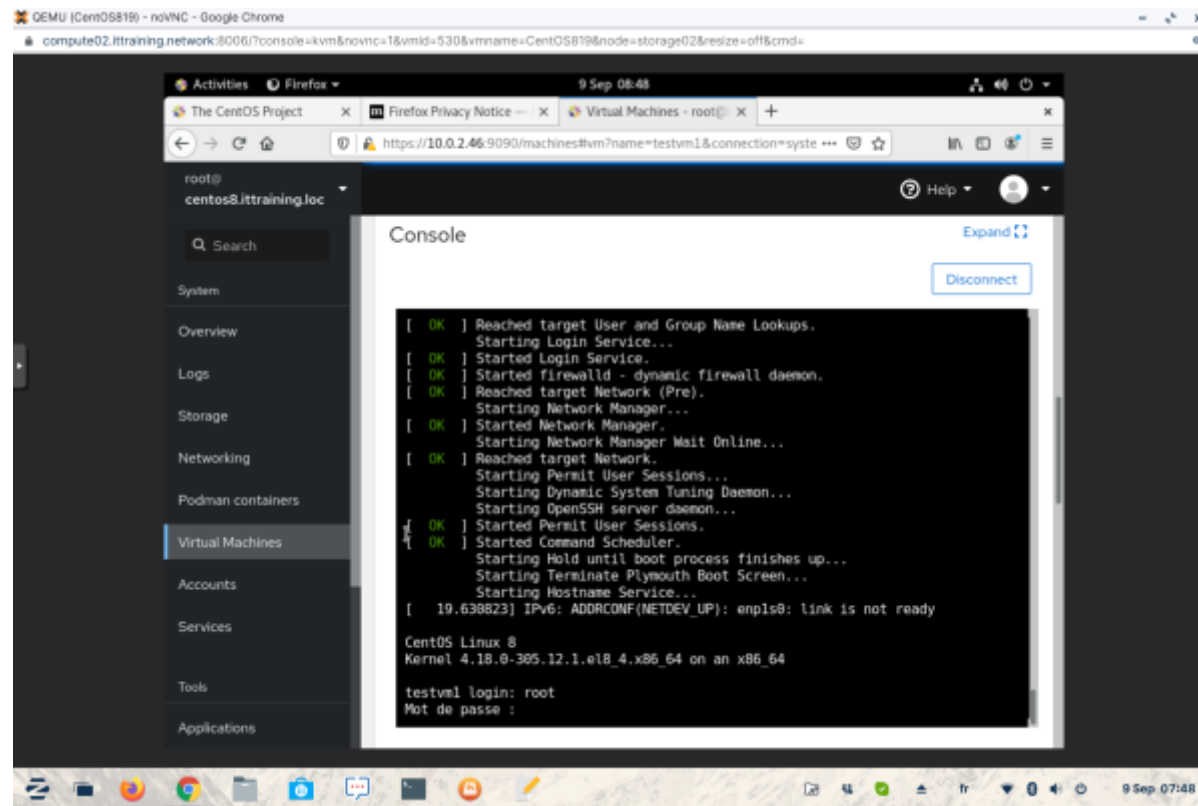 QEMU (CentOS819) - noVNC - Google Chrome
compute02.ittraining.network:8006/?console=kvm&novnc=1&vmid=530&vmname=CentOS819&node=storage02&resize=off&cmd=
Activities Firefox 9 Sep 08:48
The CentOS Project Firefox Privacy Notice — Virtual Machines - root@
https://10.0.2.46:9090/machines#vm?name=testvm1&connection=syste
root@
centos8.ittraining.loc
Help
Search
System
Overview
Logs
Storage
Networking
Podman containers
Virtual Machines
Accounts
Services
Tools
Applications
Console
Expand
Disconnect
[  OK  ] Reached target User and Group Name Lookups.
Starting Login Service...
[  OK  ] Started Login Service.
[  OK  ] Started firewalld - dynamic firewall daemon.
[  OK  ] Reached target Network (Pre).
Starting Network Manager...
[  OK  ] Started Network Manager.
Starting Network Manager Wait Online...
[  OK  ] Reached target Network.
Starting Permit User Sessions...
Starting Dynamic System Tuning Daemon...
Starting OpenSSH server daemon...
[  OK  ] Started Permit User Sessions.
[  OK  ] Started Command Scheduler.
Starting Hold until boot process finishes up...
Starting Terminate Plymouth Boot Screen...
Starting Hostname Service...
[   19.630823] IPv6: ADDRCONF(NETDEV_UP): enp1s0: link is not ready
CentOS Linux 8
Kernel 4.18.0-305.12.1.el8_4.x86_64 on an x86_64
testvm1 login: root
Mot de passe :
fr 9 Sep 07:48